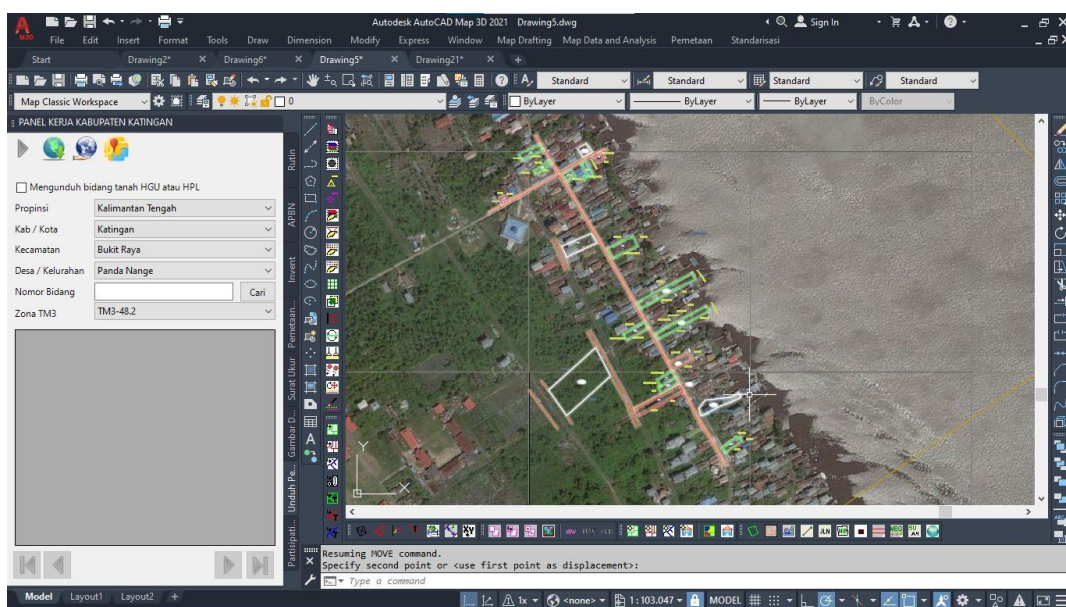 Autodesk AutoCAD Map 3D 2021 Drawing5.dwg
Sign In
File Edit Insert Format Tools Draw Dimension Modify Express Window Map Drafting Map Data and Analysis Pemetaan Standarisasi
Start Drawing2* Drawing6* Drawing5* Drawing21*
Standard Standard Standard Standard
Map Classic Workspace 0 ByLayer ByLayer ByLayer ByColor
PANEL KERJA KABUPATEN KATINGAN
Mengunduh bidang tanah HGU atau HPL
Propinsi Kalimantan Tengah
Kab / Kota Katingan
Kecamatan Bukit Raya
Desa / Kelurahan Panda Nange
Nomor Bidang Cari
Zona TM3 TM3-48.2
Rutin
APBN
Invent
Pemetaan...
Surat Ukur
Gambar D...
Unduh Pe...
Partisipati...
Y
X
Resuming MOVE command.
Specify second point or <use first point as displacement>:
Type a command
Model Layout1 Layout2 + 1x <none> 1:103.047 MODEL